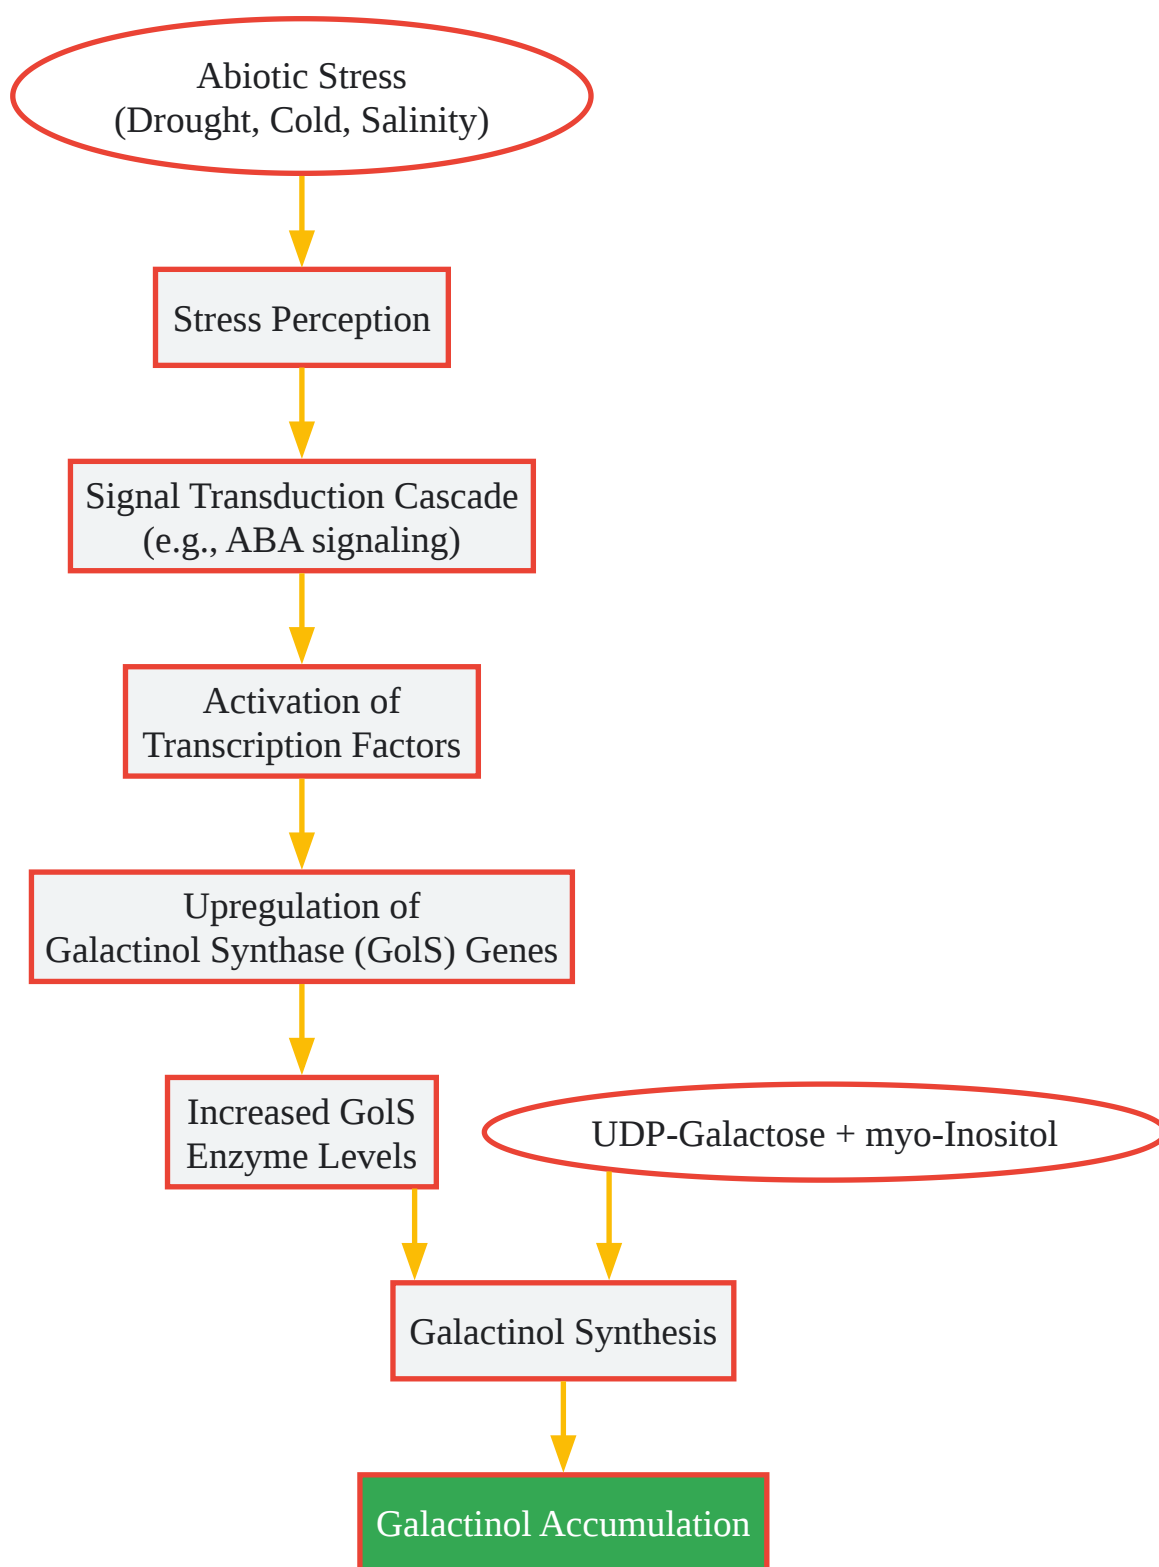 Abiotic Stress
(Drought, Cold, Salinity)
Stress Perception
Signal Transduction Cascade
(e.g., ABA signaling)
Activation of
Transcription Factors
Upregulation of
Galactinol Synthase (GolS) Genes
Increased GolS
Enzyme Levels
UDP-Galactose + myo-Inositol
Galactinol Synthesis
Galactinol Accumulation